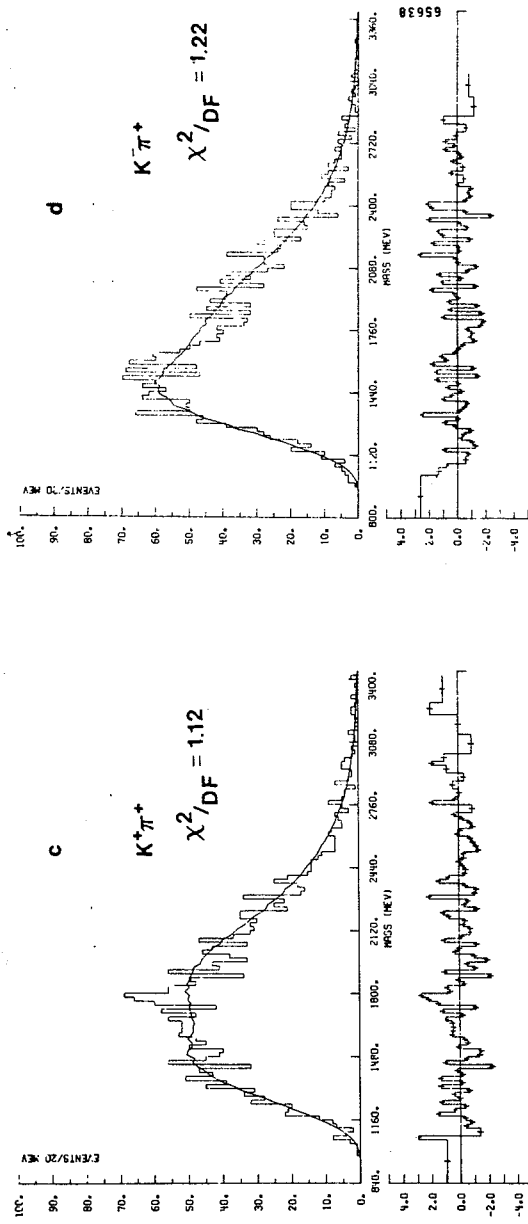 c
K⁺π⁺
χ²/DF = 1.12
EVENTS/20 MEV
100.
90.
80.
70.
60.
50.
40.
30.
20.
10.
0.
840. 1160. 1480. 1800. 2120. 2440. 2760. 3080. 3400.
MASS (MEV)
4.0
2.0
0.0
-2.0
-4.0
d
K⁻π⁺
χ²/DF = 1.22
EVENTS/20 MEV
100.
90.
80.
70.
60.
50.
40.
30.
20.
10.
0.
800. 1120. 1440. 1760. 2080. 2400. 2720. 3040. 3360.
MASS (MEV)
4.0
2.0
0.0
-2.0
-4.0
65638